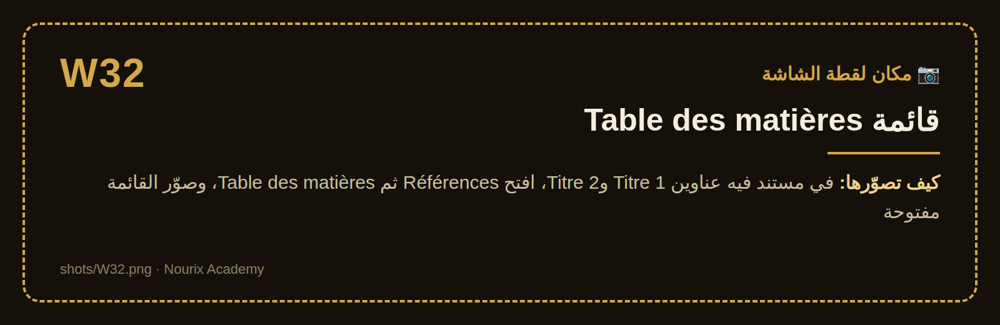 W32
📷 مكان لقطة الشاشة
قائمة Table des matières
كيف تصوّرها: في مستند فيه عناوين Titre 1 وTitre 2، افتح Références ثم Table des matières، وصوّر القائمة
مفتوحة
shots/W32.png · Nourix Academy